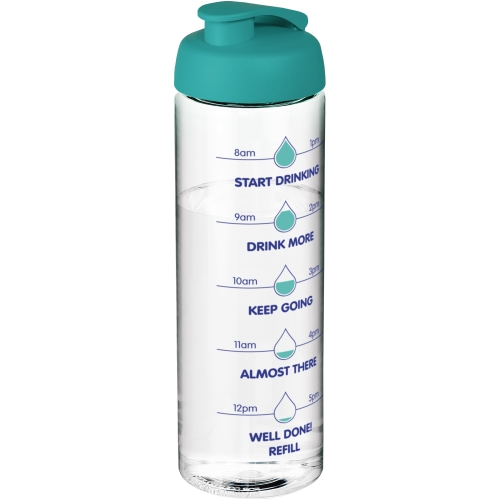 8am 1pm
START DRINKING
9am 2pm
DRINK MORE
10am 3pm
KEEP GOING
11am 4pm
ALMOST THERE
12pm 5pm
WELL DONE!
REFILL